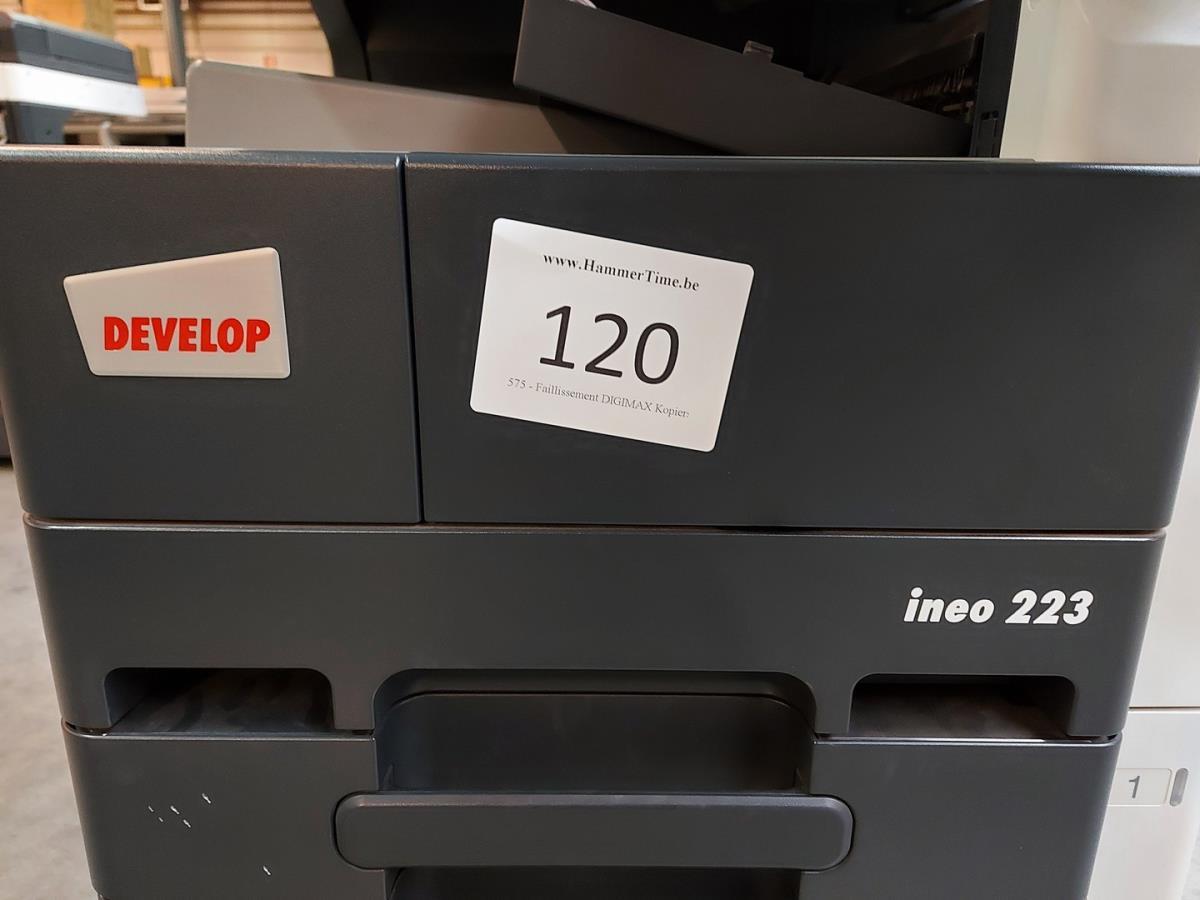 DEVELOP
www.HammerTime.be
120
575 - Faillissement DIGIMAX Kopiers
ineo 223
1